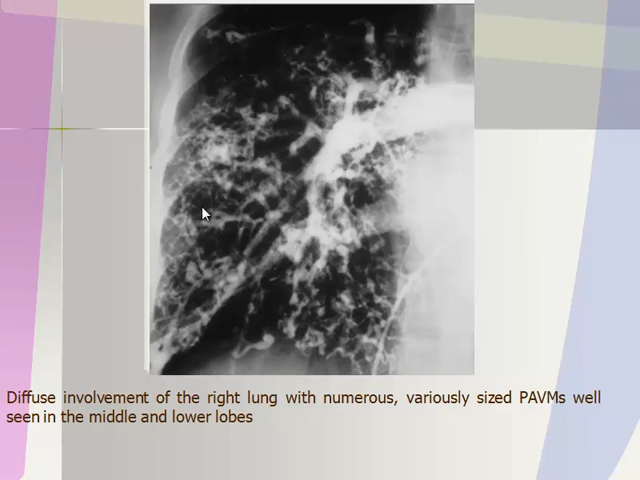 Diffuse involvement of the right lung with numerous, variously sized PAVMs well
seen in the middle and lower lobes